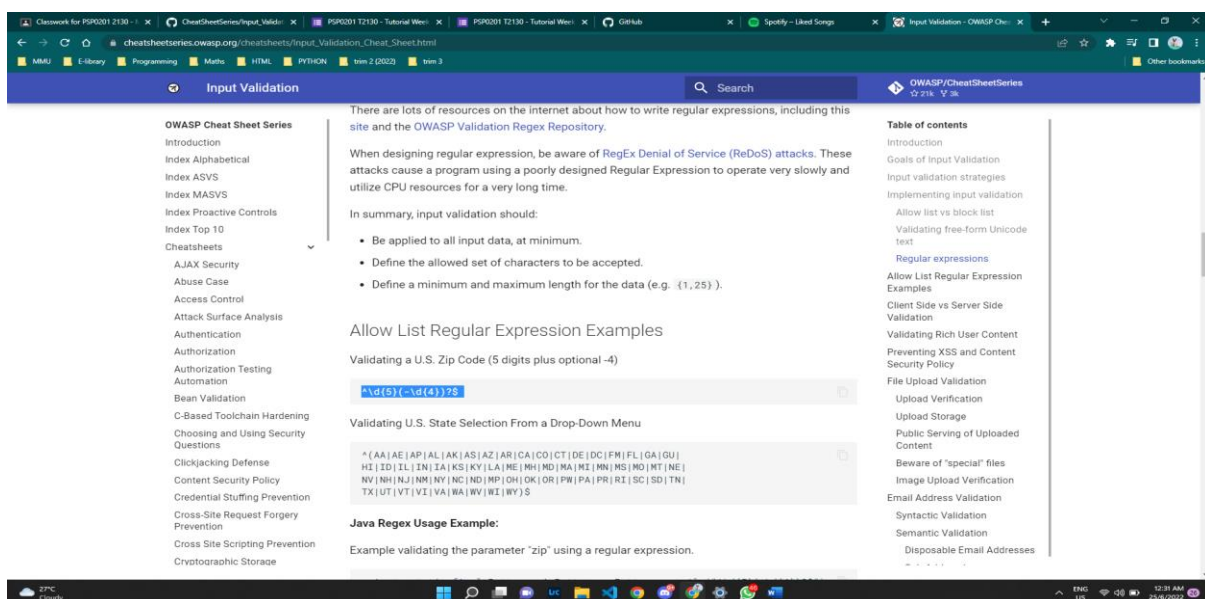 Classwork for PSP0201 2130 -
CheatSheetSeries/Input_Valida
PSP0201 T2130 - Tutorial Week
PSP0201 T2130 - Tutorial Week
GitHub
Spotify – Liked Songs
Input Validation - OWASP Che
cheatsheetseries.owasp.org/cheatsheets/Input_Validation_Cheat_Sheet.html
MMU
E-library
Programming
Maths
HTML
PYTHON
trim 2 (2022)
trim 3
Other bookmarks
Input Validation
Search
OWASP/CheatSheetSeries
21k 3k
OWASP Cheat Sheet Series
Introduction
Index Alphabetical
Index ASVS
Index MASVS
Index Proactive Controls
Index Top 10
Cheatsheets
AJAX Security
Abuse Case
Access Control
Attack Surface Analysis
Authentication
Authorization
Authorization Testing
Automation
Bean Validation
C-Based Toolchain Hardening
Choosing and Using Security
Questions
Clickjacking Defense
Content Security Policy
Credential Stuffing Prevention
Cross-Site Request Forgery
Prevention
Cross Site Scripting Prevention
Cryptographic Storage
There are lots of resources on the internet about how to write regular expressions, including this
site and the OWASP Validation Regex Repository.
When designing regular expression, be aware of RegEx Denial of Service (ReDoS) attacks. These
attacks cause a program using a poorly designed Regular Expression to operate very slowly and
utilize CPU resources for a very long time.
In summary, input validation should:
• Be applied to all input data, at minimum.
• Define the allowed set of characters to be accepted.
• Define a minimum and maximum length for the data (e.g. {1,25} ).
Allow List Regular Expression Examples
Validating a U.S. Zip Code (5 digits plus optional -4)
^\d{5}(-\d{4})?$
Validating U.S. State Selection From a Drop-Down Menu
^(AA|AE|AP|AL|AK|AS|AZ|AR|CA|CO|CT|DE|DC|FM|FL|GA|GU|
HI|ID|IL|IN|IA|KS|KY|LA|ME|MH|MD|MA|MI|MN|MS|MO|MT|NE|
NV|NH|NJ|NM|NY|NC|ND|MP|OH|OK|OR|PW|PA|PR|RI|SC|SD|TN|
TX|UT|VT|VI|VA|WA|WV|WI|WY)$
Java Regex Usage Example:
Example validating the parameter "zip" using a regular expression.
Table of contents
Introduction
Goals of Input Validation
Input validation strategies
Implementing input validation
Allow list vs block list
Validating free-form Unicode
text
Regular expressions
Allow List Regular Expression
Examples
Client Side vs Server Side
Validation
Validating Rich User Content
Preventing XSS and Content
Security Policy
File Upload Validation
Upload Verification
Upload Storage
Public Serving of Uploaded
Content
Beware of "special" files
Image Upload Verification
Email Address Validation
Syntactic Validation
Semantic Validation
Disposable Email Addresses
27°C
Cloudy
ENG
US
12:31 AM
25/6/2022